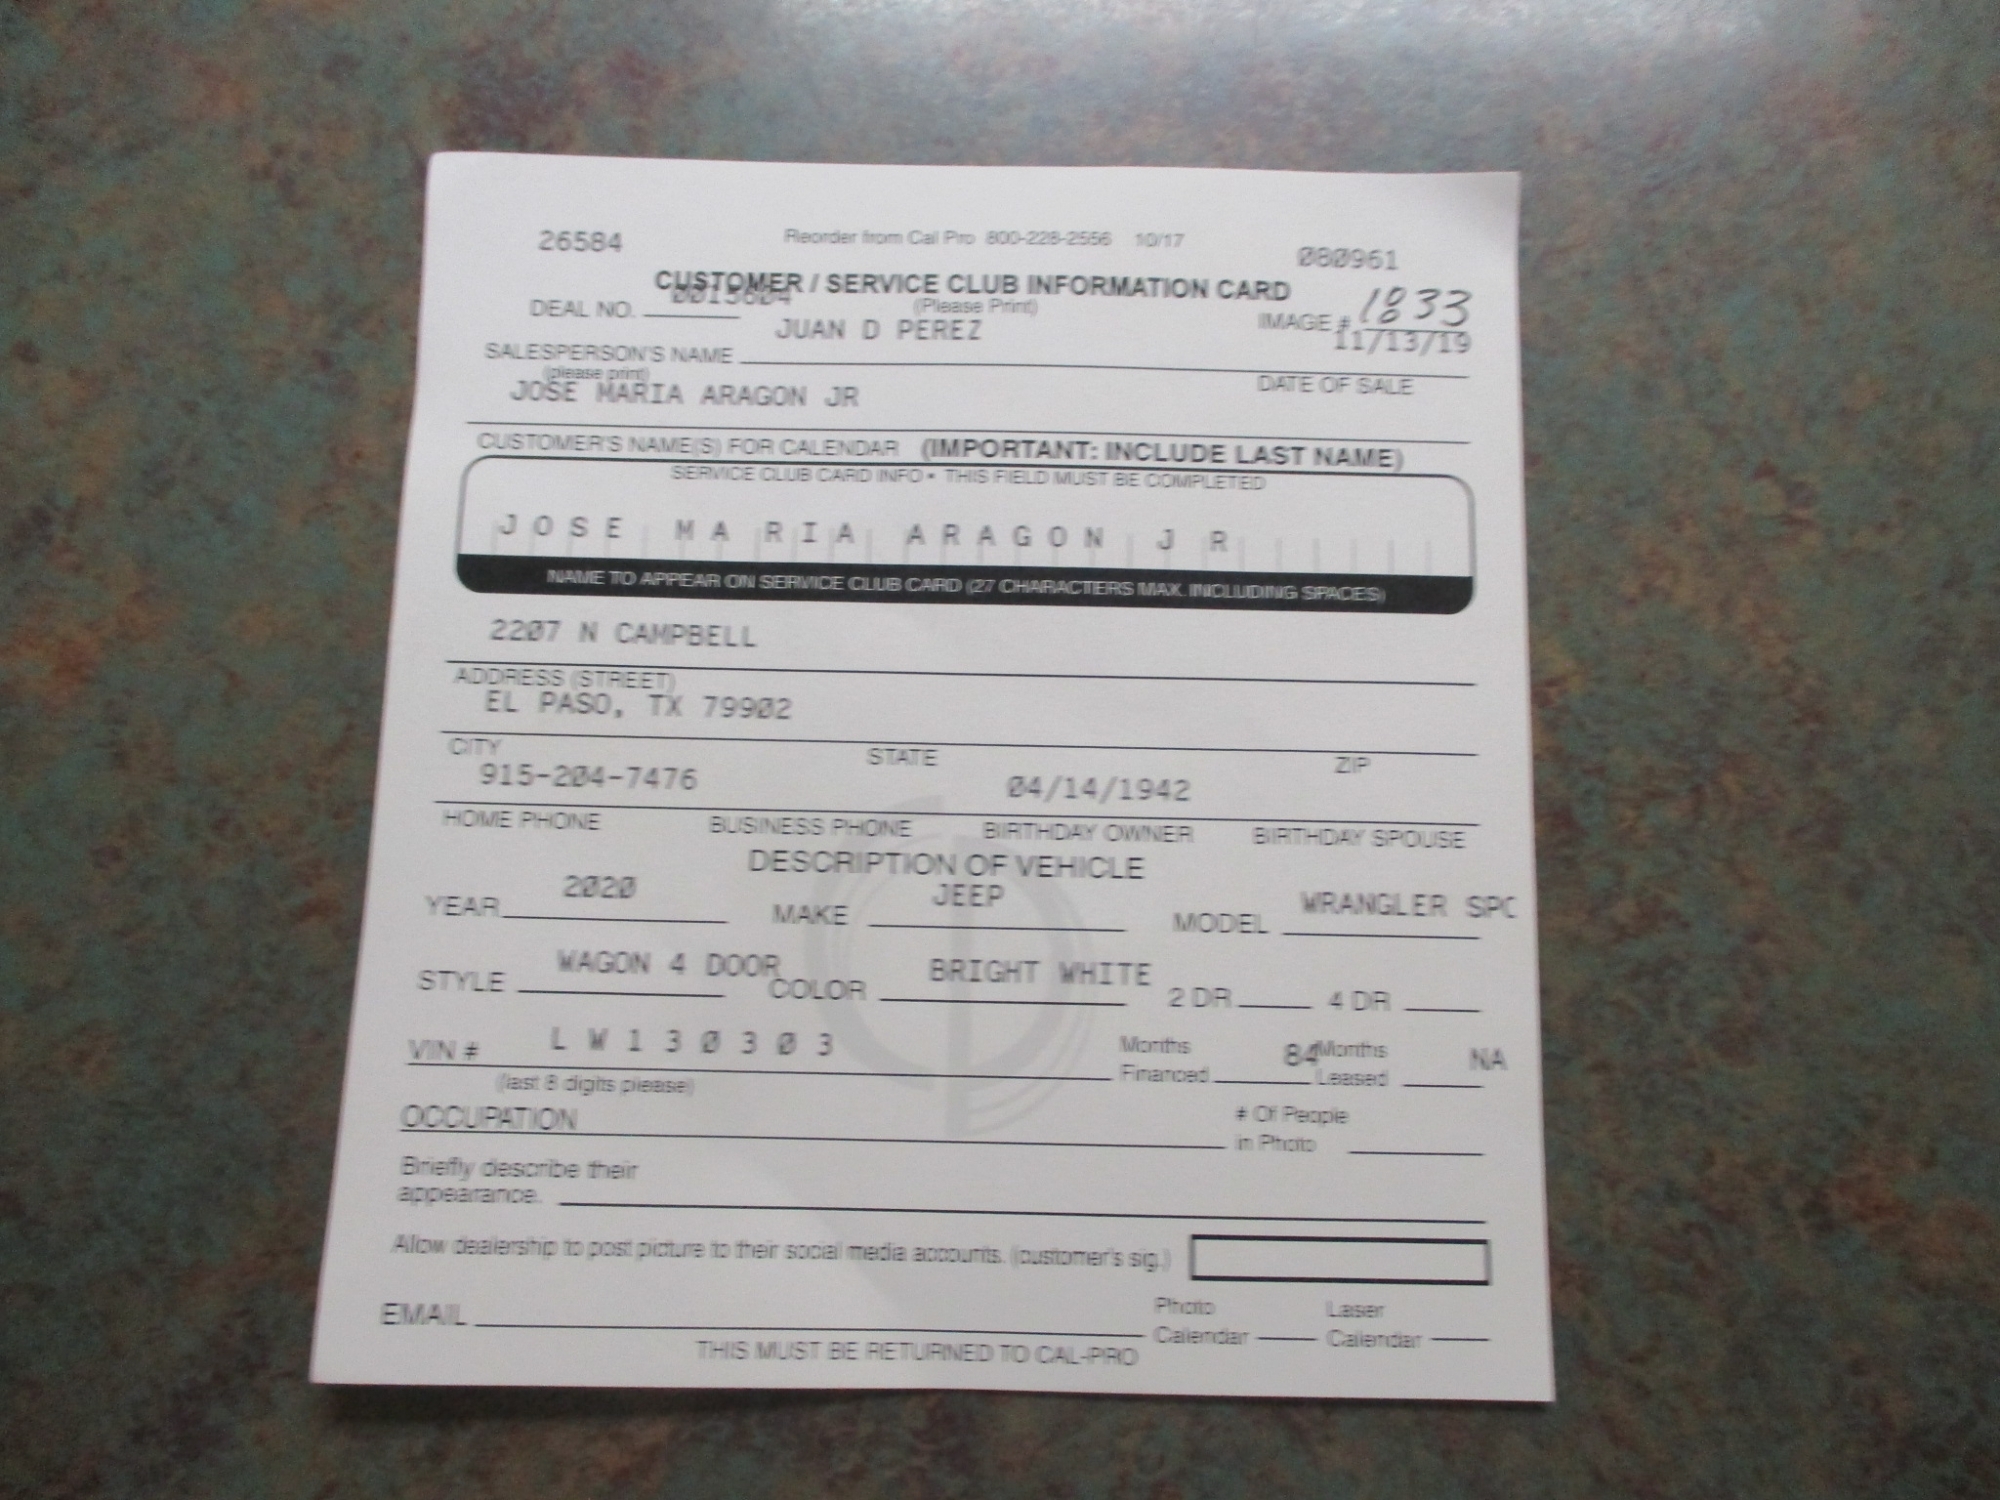 26584 Reorder from Cal Pro 800-228-2556 10/17 080961
CUSTOMER / SERVICE CLUB INFORMATION CARD
DEAL NO. 0015604 (Please Print) IMAGE # 1833
JUAN D PEREZ 11/13/19
SALESPERSON'S NAME
(please print) DATE OF SALE
JOSE MARIA ARAGON JR
CUSTOMER'S NAME(S) FOR CALENDAR (IMPORTANT: INCLUDE LAST NAME)
SERVICE CLUB CARD INFO • THIS FIELD MUST BE COMPLETED
JOSE MARIA ARAGON JR
NAME TO APPEAR ON SERVICE CLUB CARD (27 CHARACTERS MAX. INCLUDING SPACES)
2207 N CAMPBELL
ADDRESS (STREET)
EL PASO, TX 79902
CITY STATE ZIP
915-204-7476 04/14/1942
HOME PHONE BUSINESS PHONE BIRTHDAY OWNER BIRTHDAY SPOUSE
DESCRIPTION OF VEHICLE
YEAR 2020 MAKE JEEP MODEL WRANGLER SPO
STYLE WAGON 4 DOOR COLOR BRIGHT WHITE 2 DR 4 DR
VIN # L W 1 3 0 3 0 3 Months Financed 84 Months Leased NA
(last 8 digits please)
OCCUPATION # Of People in Photo
Briefly describe their
appearance.
Allow dealership to post picture to their social media accounts. (customer's sig.)
EMAIL Photo Calendar Laser Calendar
THIS MUST BE RETURNED TO CAL-PRO